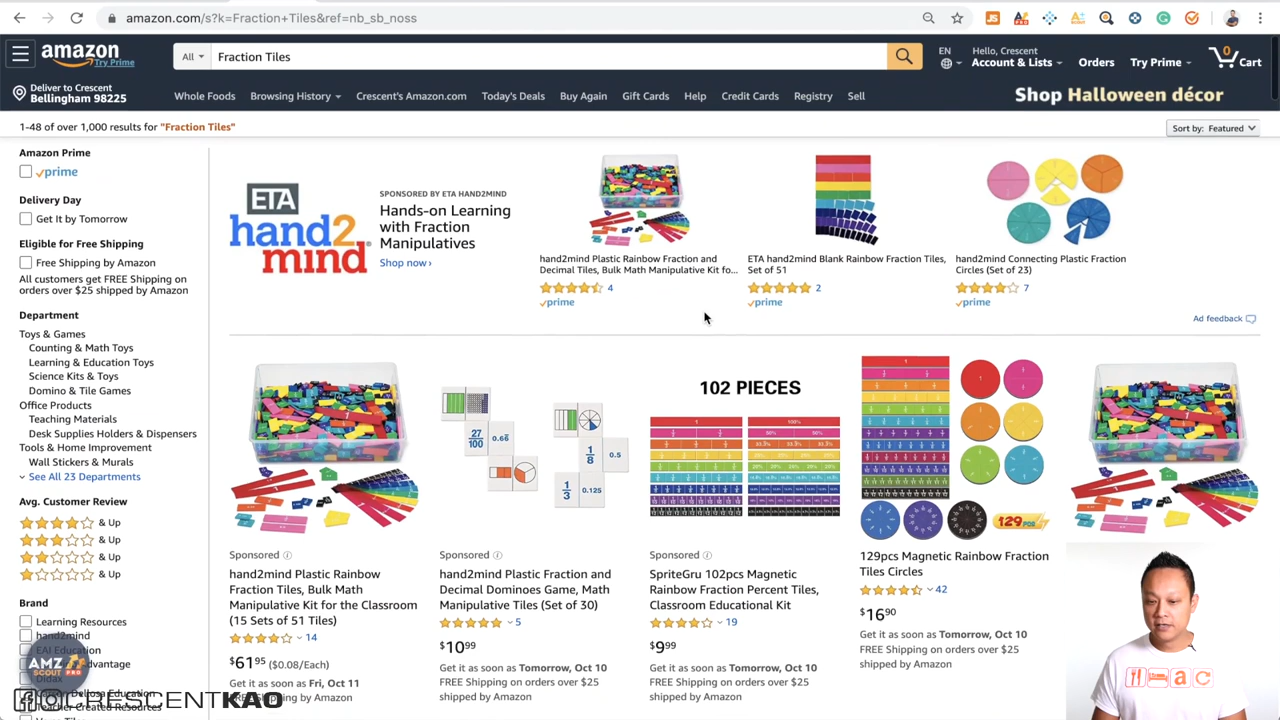 amazon.com/s?k=Fraction+Tiles&ref=nb_sb_noss
amazon
Try Prime
All
Fraction Tiles
EN
Hello, Crescent
Account & Lists
Orders
Try Prime
0
Cart
Deliver to Crescent
Bellingham 98225
Whole Foods
Browsing History
Crescent's Amazon.com
Today's Deals
Buy Again
Gift Cards
Help
Registry
Credit Cards
Sell
Shop Halloween décor
1-48 of over 1,000 results for "Fraction Tiles"
Sort by: Featured
Amazon Prime
prime
Delivery Day
Get It by Tomorrow
Eligible for Free Shipping
Free Shipping by Amazon
All customers get FREE Shipping on
orders over $25 shipped by Amazon
Department
Toys & Games
Counting & Math Toys
Learning & Education Toys
Science Kits & Toys
Domino & Tile Games
Office Products
Teaching Materials
Desk Supplies Holders & Dispensers
Tools & Home Improvement
Wall Stickers & Murals
See All 23 Departments
Avg. Customer Review
& Up
& Up
& Up
& Up
Brand
Learning Resources
hand2mind
EAI Education
AMZ
SCOUT PRO
CRESCENTKAO
ETA
hand2
mind
SPONSORED BY ETA HAND2MIND
Hands-on Learning
with Fraction
Manipulatives
Shop now›
hand2mind Plastic Rainbow Fraction and
Decimal Tiles, Bulk Math Manipulative Kit fo...
4
prime
ETA hand2mind Blank Rainbow Fraction Tiles,
Set of 51
2
prime
hand2mind Connecting Plastic Fraction
Circles (Set of 23)
7
prime
Ad feedback
Sponsored
hand2mind Plastic Rainbow
Fraction Tiles, Bulk Math
Manipulative Kit for the Classroom
(15 Sets of 51 Tiles)
14
$61.95 ($0.08/Each)
Get it as soon as Fri, Oct 11
FREE Shipping by Amazon
27/100
0.66
1/8
0.5
1/3
0.125
Sponsored
hand2mind Plastic Fraction and
Decimal Dominoes Game, Math
Manipulative Tiles (Set of 30)
5
$10.99
Get it as soon as Tomorrow, Oct 10
FREE Shipping on orders over $25
shipped by Amazon
102 PIECES
1
100%
Sponsored
SpriteGru 102pcs Magnetic
Rainbow Fraction Percent Tiles,
Classroom Educational Kit
19
$9.99
Get it as soon as Tomorrow, Oct 10
FREE Shipping on orders over $25
shipped by Amazon
129PCS
129pcs Magnetic Rainbow Fraction
Tiles Circles
42
$16.90
Get it as soon as Tomorrow, Oct 10
FREE Shipping on orders over $25
shipped by Amazon